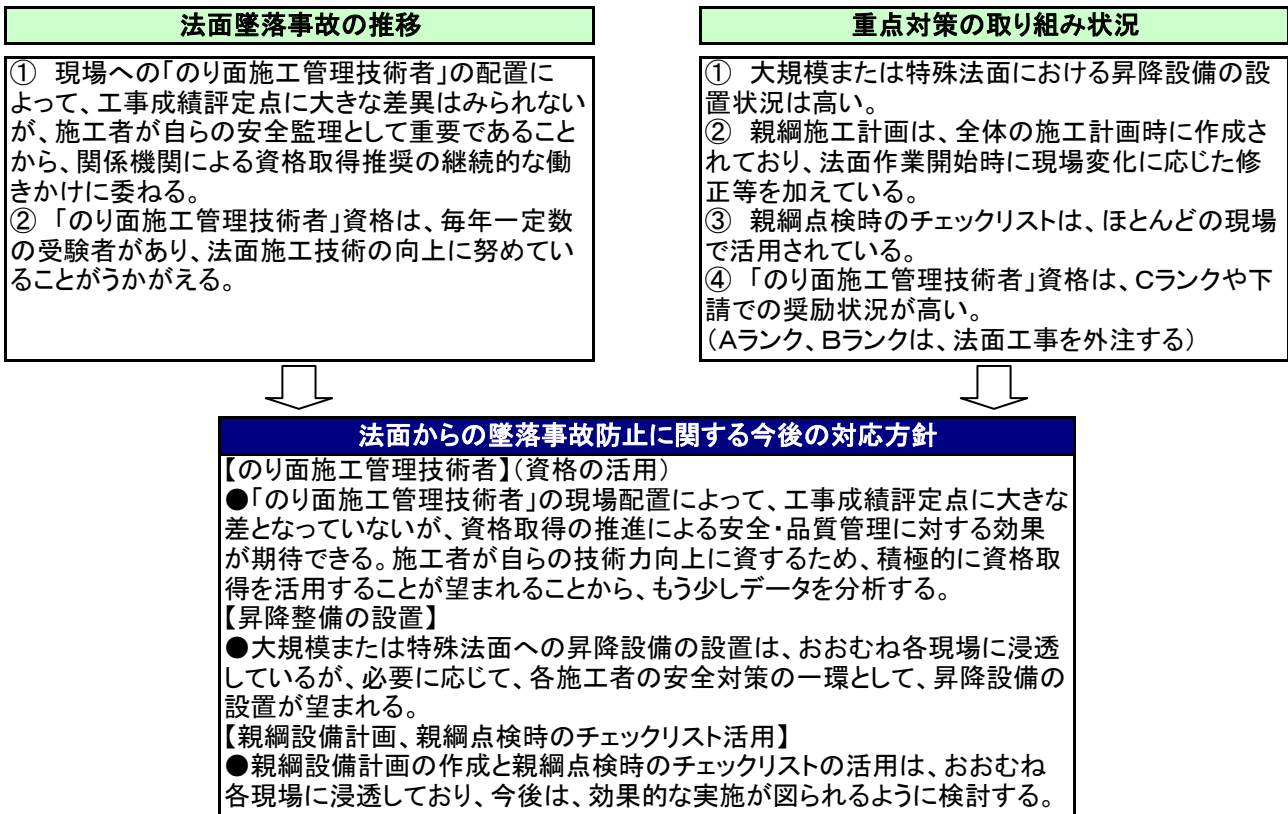 法面墜落事故の推移
① 現場への「のり面施工管理技術者」の配置に
よって、工事成績評定点に大きな差異はみられない
が、施工者が自らの安全監理として重要であること
から、関係機関による資格取得推奨の継続的な働
きかけに委ねる。
② 「のり面施工管理技術者」資格は、毎年一定数
の受験者があり、法面施工技術の向上に努めてい
ることがうかがえる。
重点対策の取り組み状況
① 大規模または特殊法面における昇降設備の設
置状況は高い。
② 親綱施工計画は、全体の施工計画時に作成さ
れており、法面作業開始時に現場変化に応じた修
正等を加えている。
③ 親綱点検時のチェックリストは、ほとんどの現場
で活用されている。
④ 「のり面施工管理技術者」資格は、Cランクや下
請での奨励状況が高い。
(Aランク、Bランクは、法面工事を外注する)
法面からの墜落事故防止に関する今後の対応方針
【のり面施工管理技術者】(資格の活用)
●「のり面施工管理技術者」の現場配置によって、工事成績評定点に大きな
差となっていないが、資格取得の推進による安全・品質管理に対する効果
が期待できる。施工者が自らの技術力向上に資するため、積極的に資格取
得を活用することが望まれることから、もう少しデータを分析する。
【昇降整備の設置】
●大規模または特殊法面への昇降設備の設置は、おおむね各現場に浸透
しているが、必要に応じて、各施工者の安全対策の一環として、昇降設備の
設置が望まれる。
【親綱設備計画、親綱点検時のチェックリスト活用】
●親綱設備計画の作成と親綱点検時のチェックリストの活用は、おおむね
各現場に浸透しており、今後は、効果的な実施が図られるように検討する。